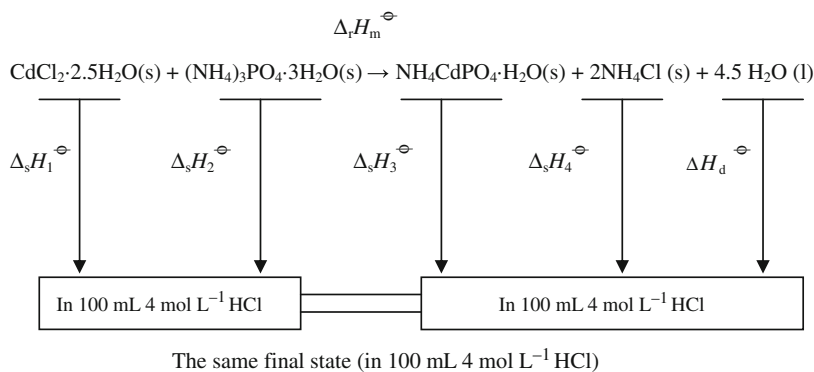 ΔrHm⦵
CdCl₂·2.5H₂O(s) + (NH₄)₃PO₄·3H₂O(s) → NH₄CdPO₄·H₂O(s) + 2NH₄Cl (s) + 4.5 H₂O (l)
ΔsH₁⦵ ΔsH₂⦵ ΔsH₃⦵ ΔsH₄⦵ ΔHd⦵
In 100 mL 4 mol L⁻¹ HCl In 100 mL 4 mol L⁻¹ HCl
The same final state (in 100 mL 4 mol L⁻¹ HCl)